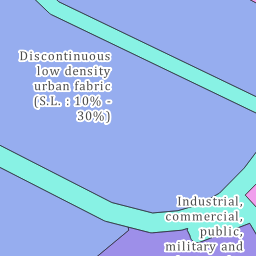 Discontinuous
low density
urban fabric
(S.L. : 10% -
30%)
Industrial,
commercial,
public,
military and